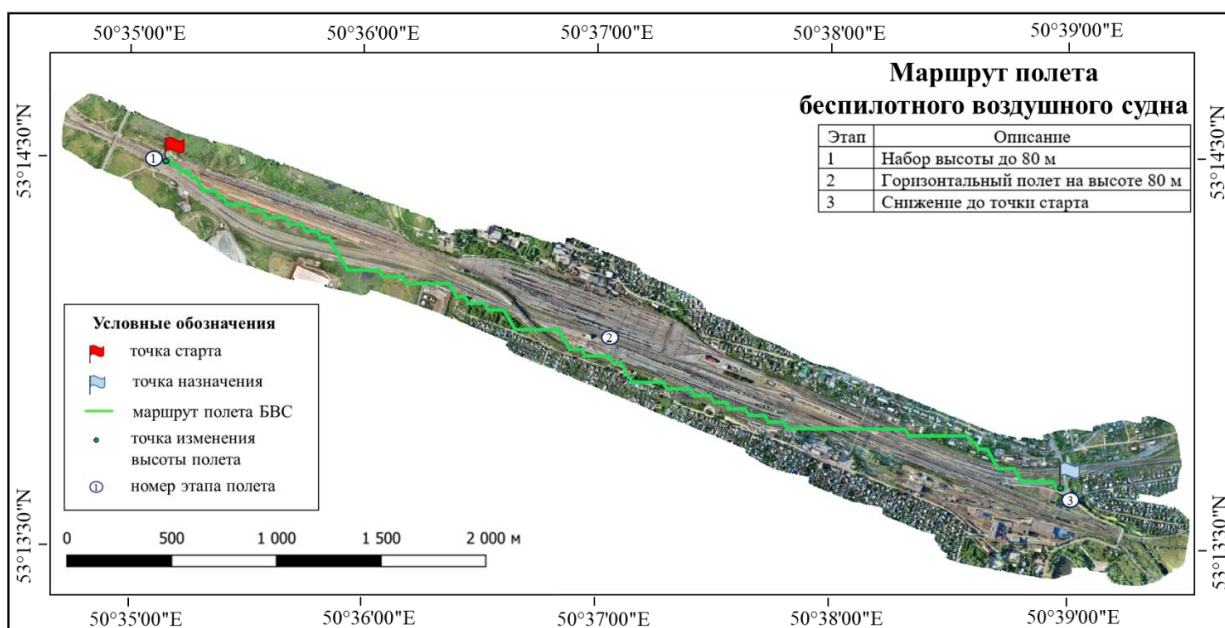 50°35'00"E 50°36'00"E 50°37'00"E 50°38'00"E 50°39'00"E
Маршрут полета
беспилотного воздушного судна
Этап Описание
1 Набор высоты до 80 м
2 Горизонтальный полет на высоте 80 м
3 Снижение до точки старта
53°14'30"N
53°14'30"N
1
2
3
Условные обозначения
точка старта
точка назначения
маршрут полета БВС
точка изменения
высоты полета
1 номер этапа полета
0 500 1 000 1 500 2 000 м
53°13'30"N
53°13'30"N
50°35'00"E 50°36'00"E 50°37'00"E 50°38'00"E 50°39'00"E